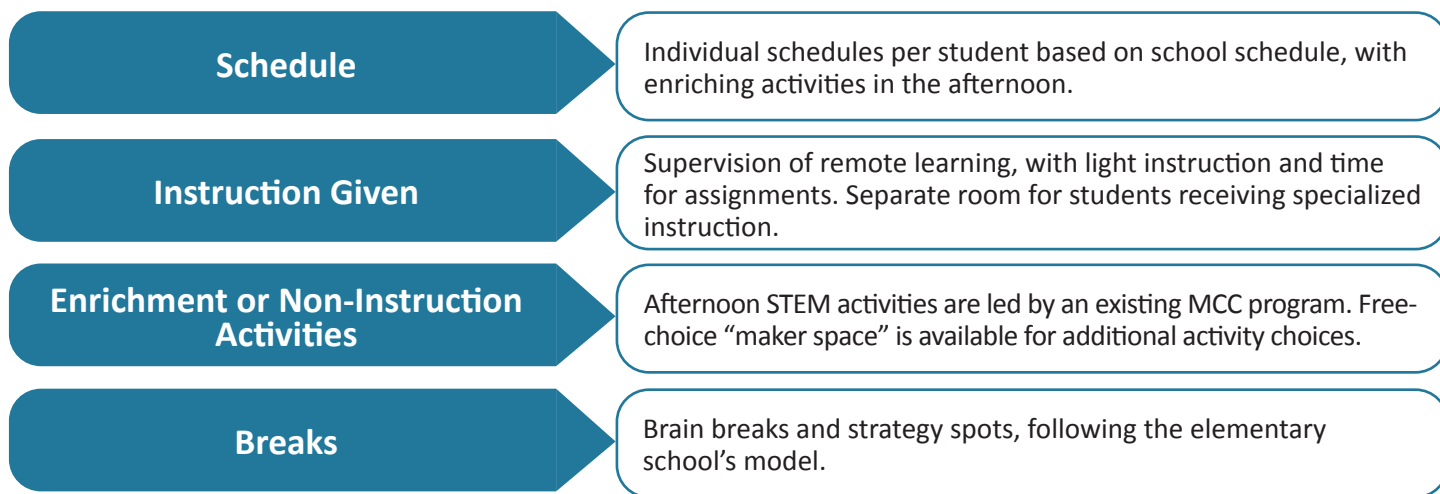 Schedule
Individual schedules per student based on school schedule, with
enriching activities in the afternoon.
Instruction Given
Supervision of remote learning, with light instruction and time
for assignments. Separate room for students receiving specialized
instruction.
Enrichment or Non-Instruction
Activities
Afternoon STEM activities are led by an existing MCC program. Free-
choice “maker space” is available for additional activity choices.
Breaks
Brain breaks and strategy spots, following the elementary
school’s model.